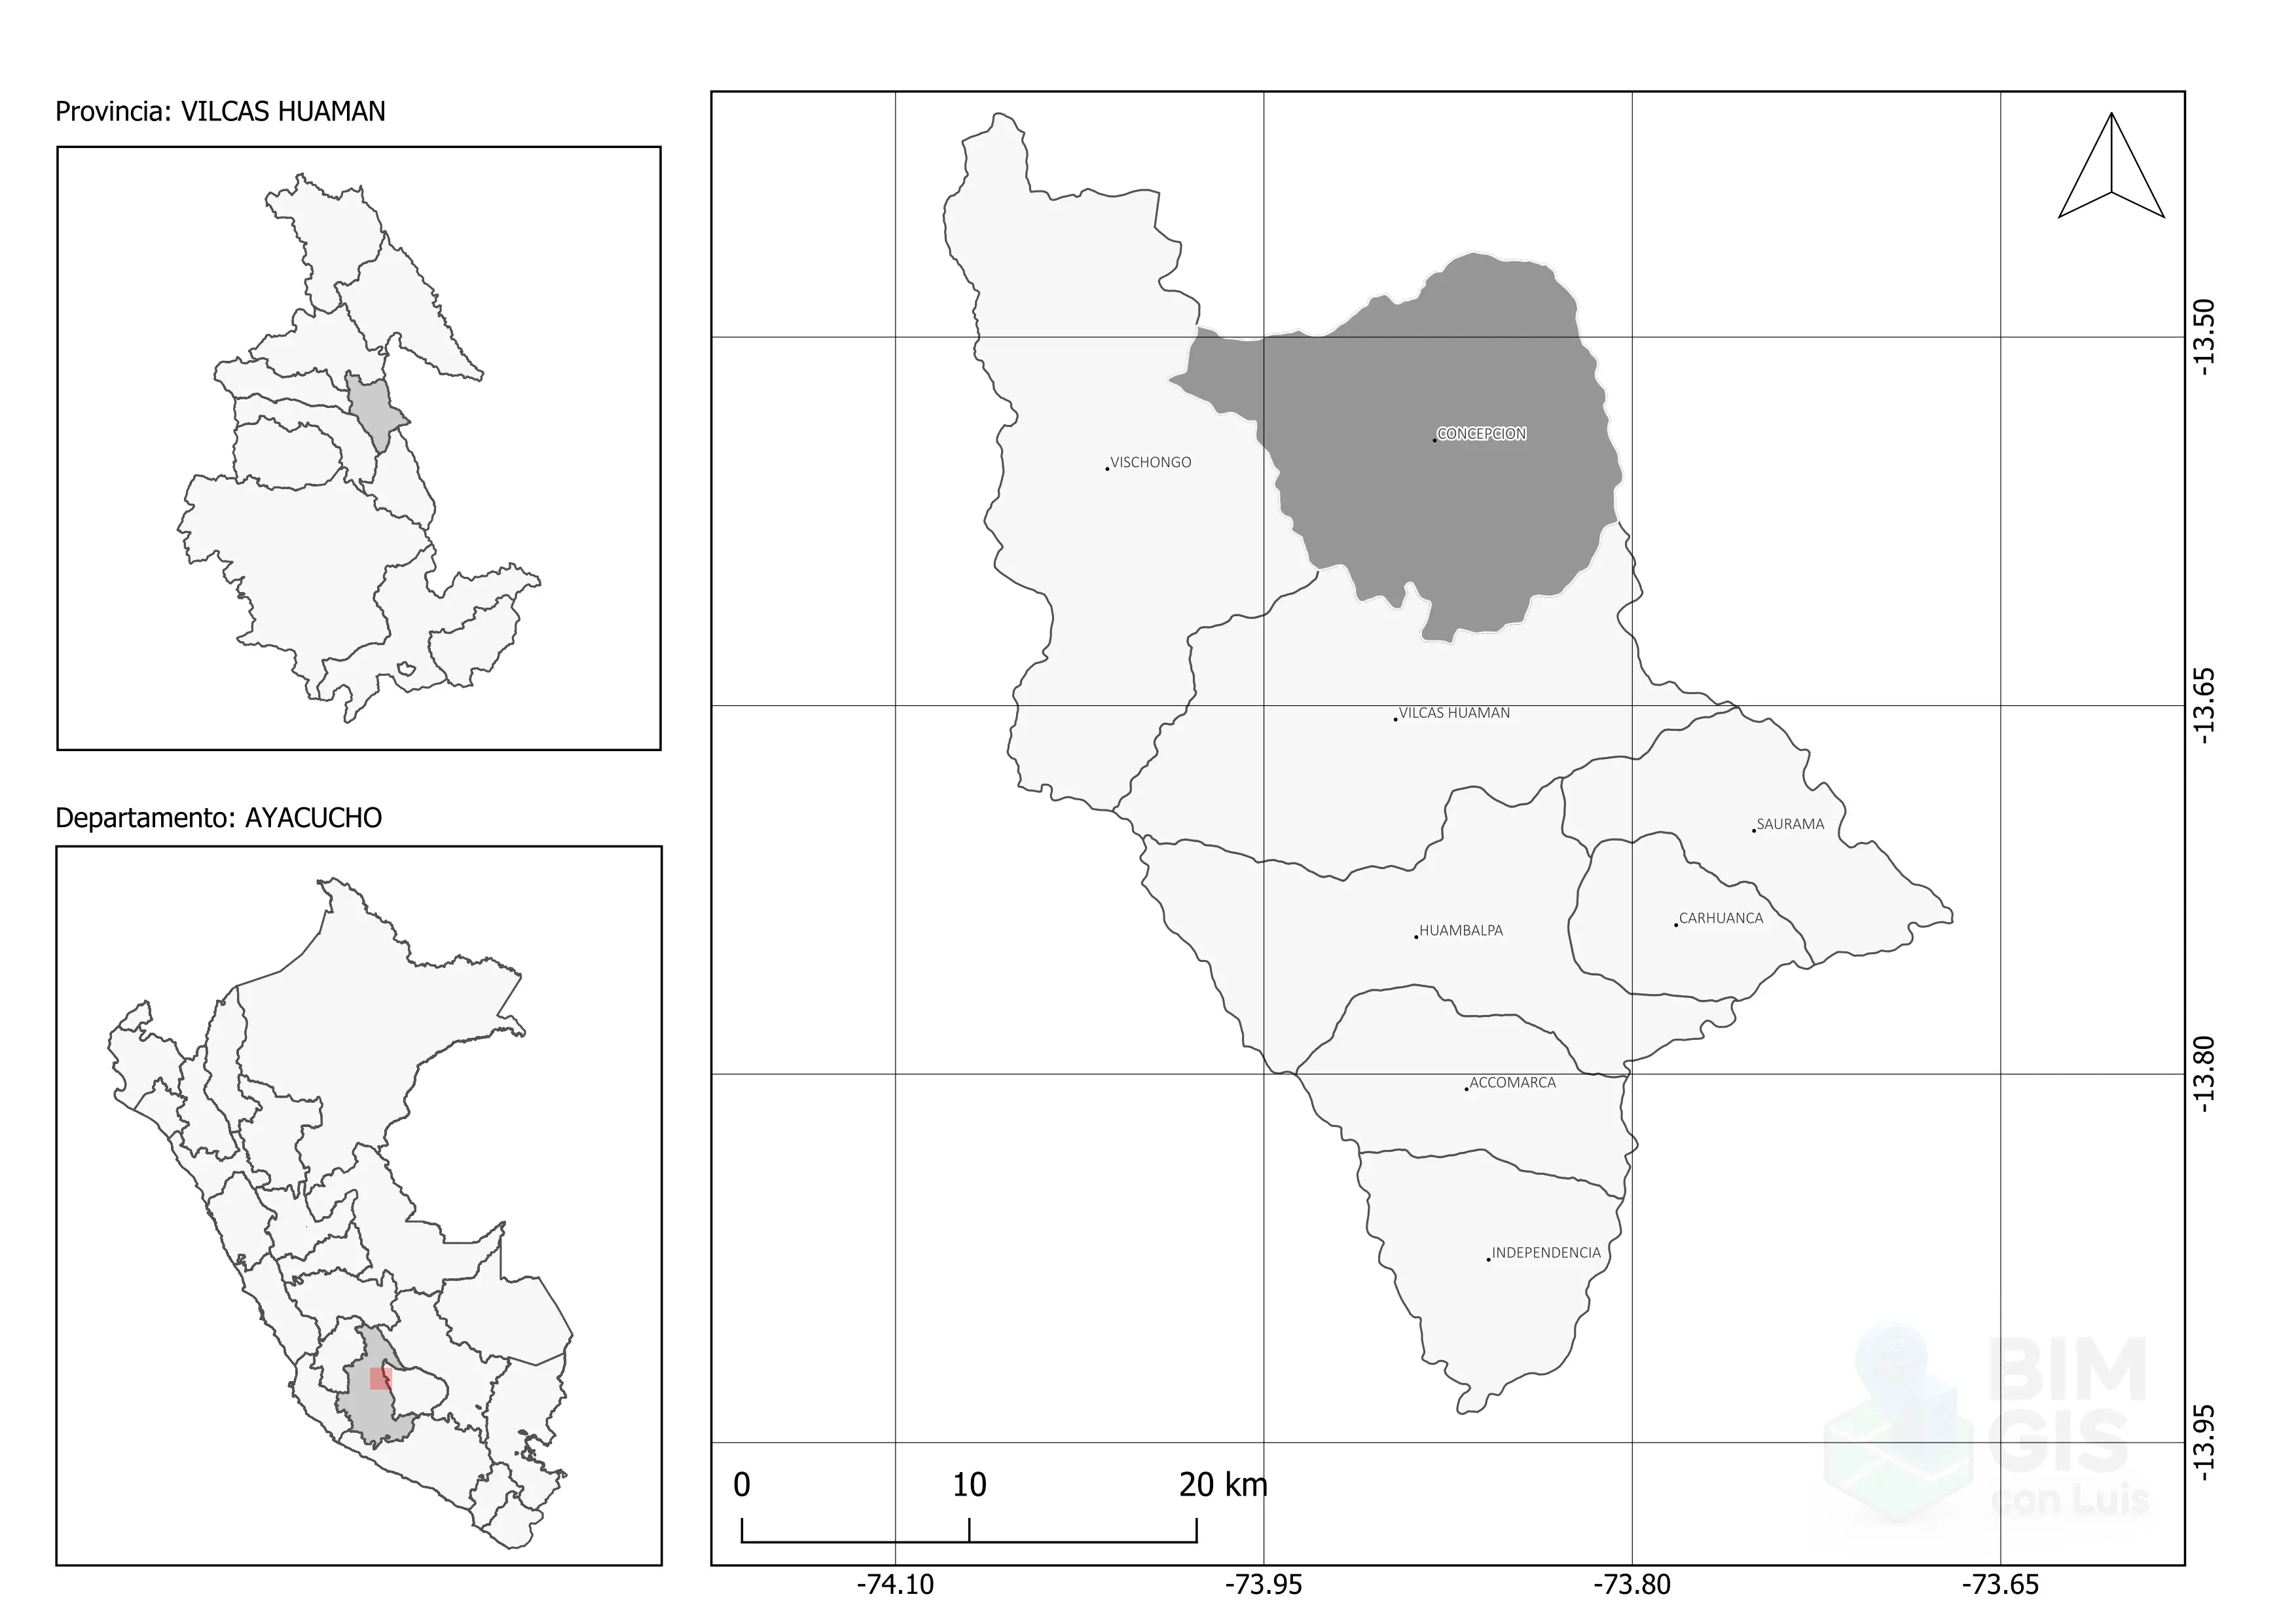 Provincia: VILCAS HUAMAN
Departamento: AYACUCHO
CONCEPCION
VISCHONGO
VILCAS HUAMAN
SAURAMA
CARHUANCA
HUAMBALPA
ACCOMARCA
INDEPENDENCIA
-13.50
-13.65
-13.80
-13.95
0 10 20 km
-74.10 -73.95 -73.80 -73.65
BIM
GIS
con Luis